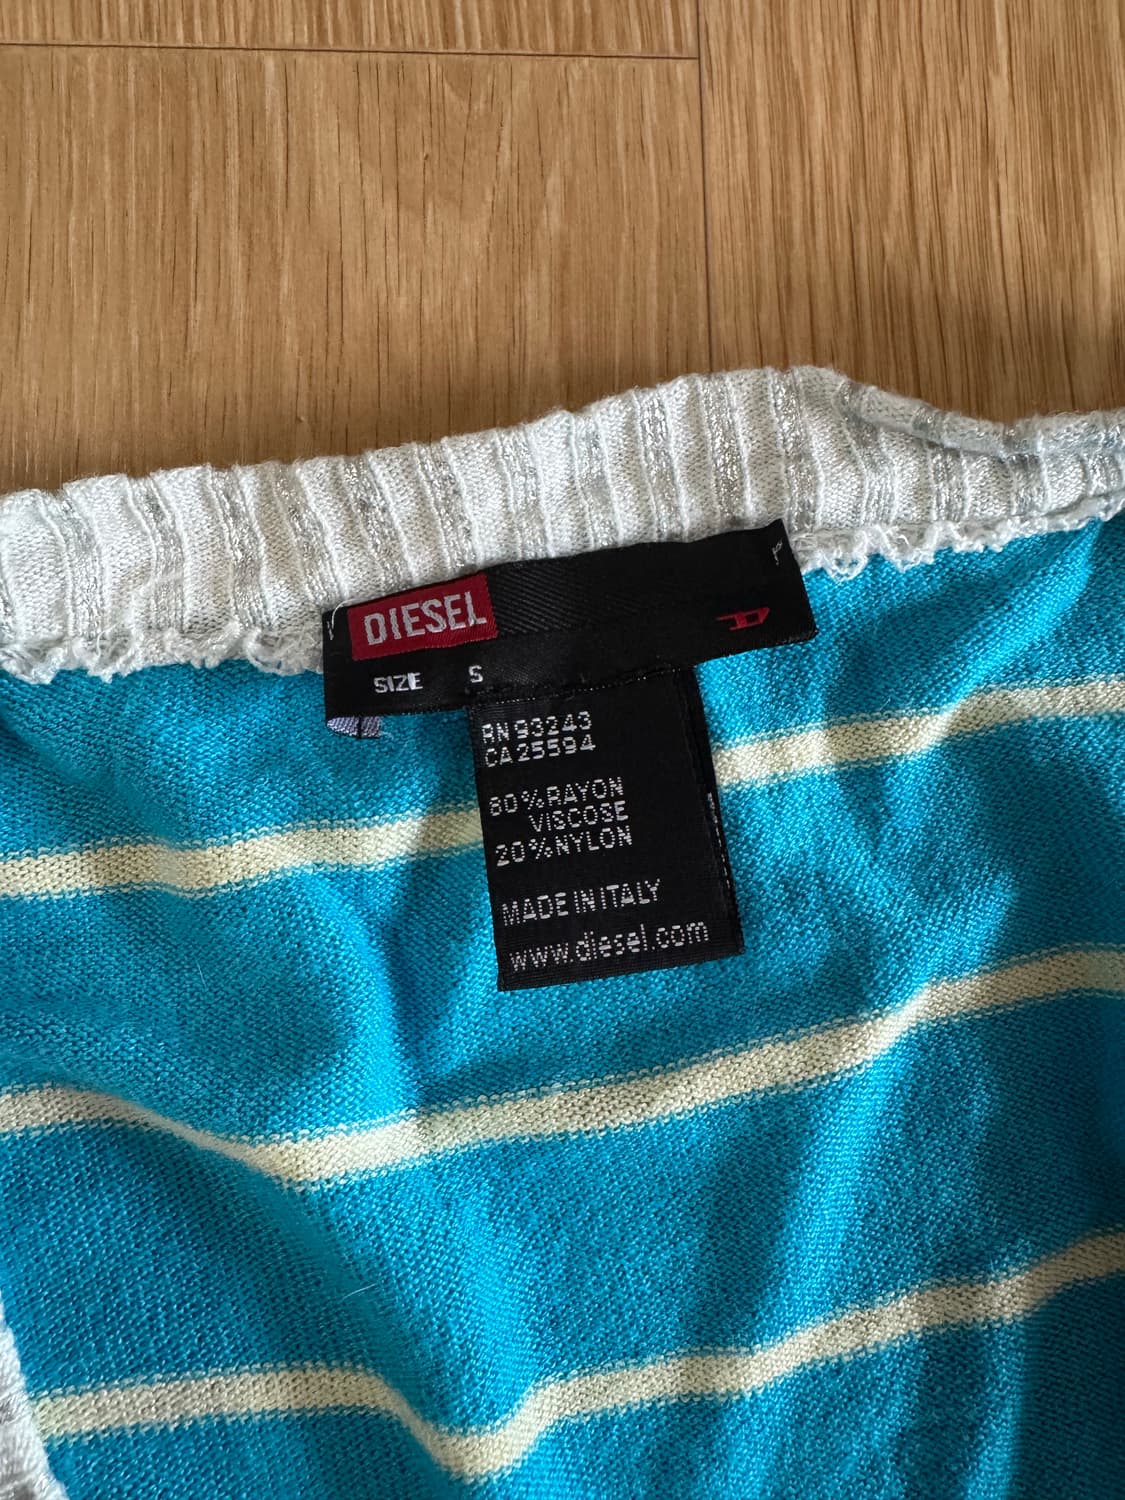 DIESEL
SIZE S
RN 93243
CA 25594
80%RAYON
VISCOSE
20%NYLON
MADE IN ITALY
www.diesel.com